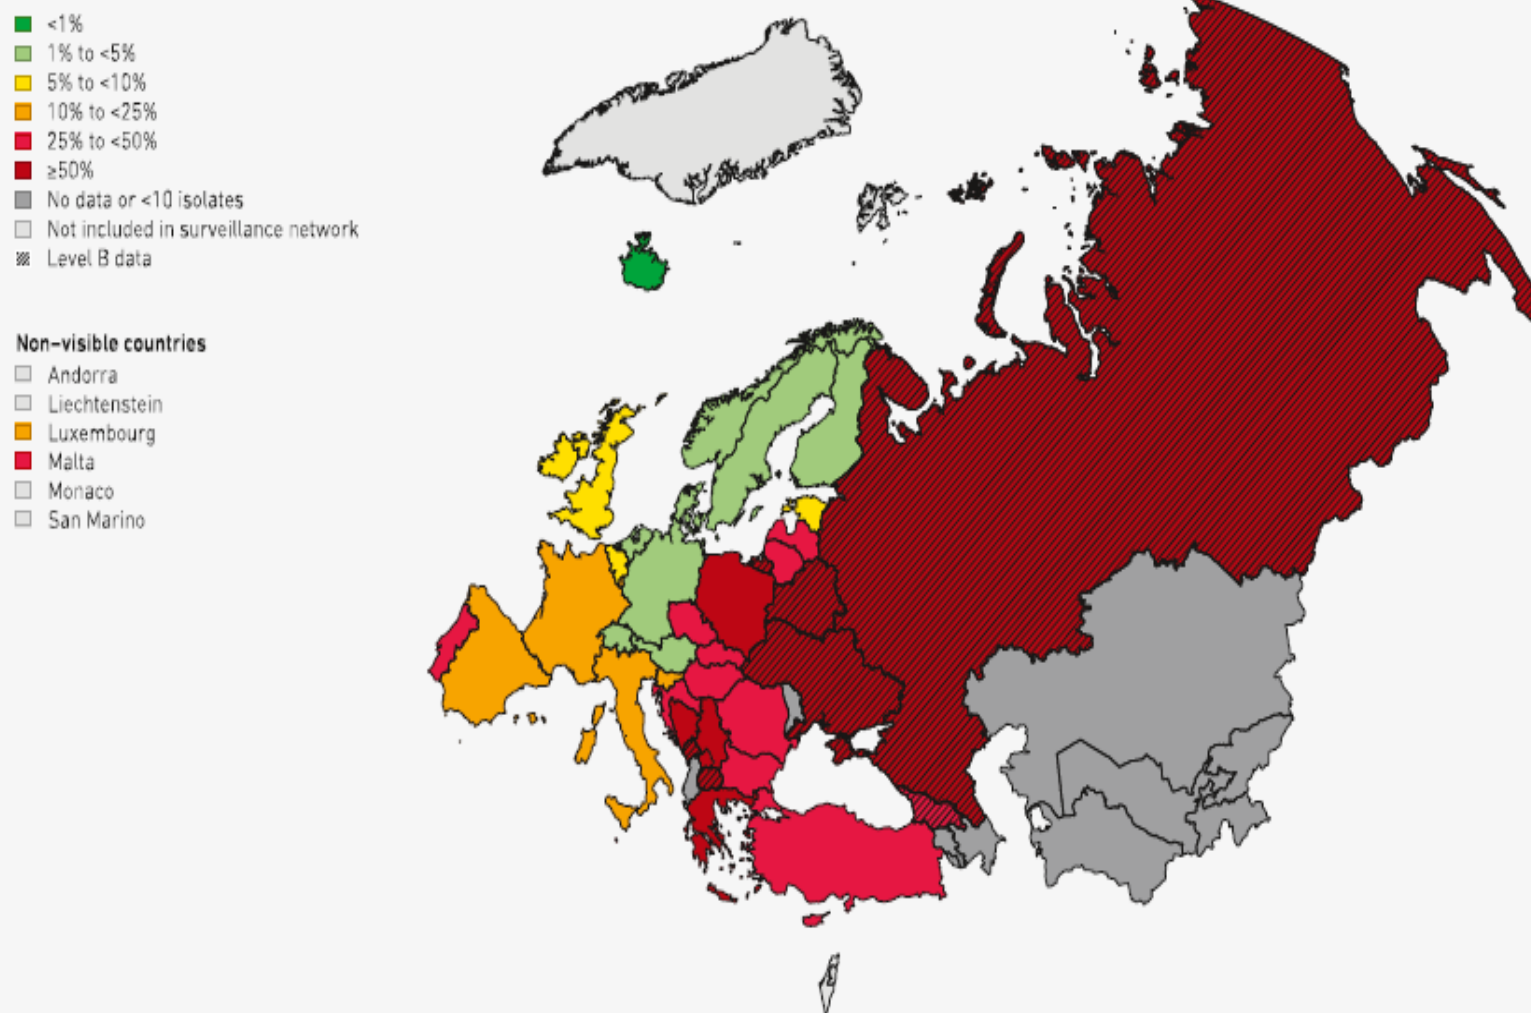 <1%
1% to <5%
5% to <10%
10% to <25%
25% to <50%
≥50%
No data or <10 isolates
Not included in surveillance network
Level B data
Non-visible countries
Andorra
Liechtenstein
Luxembourg
Malta
Monaco
San Marino